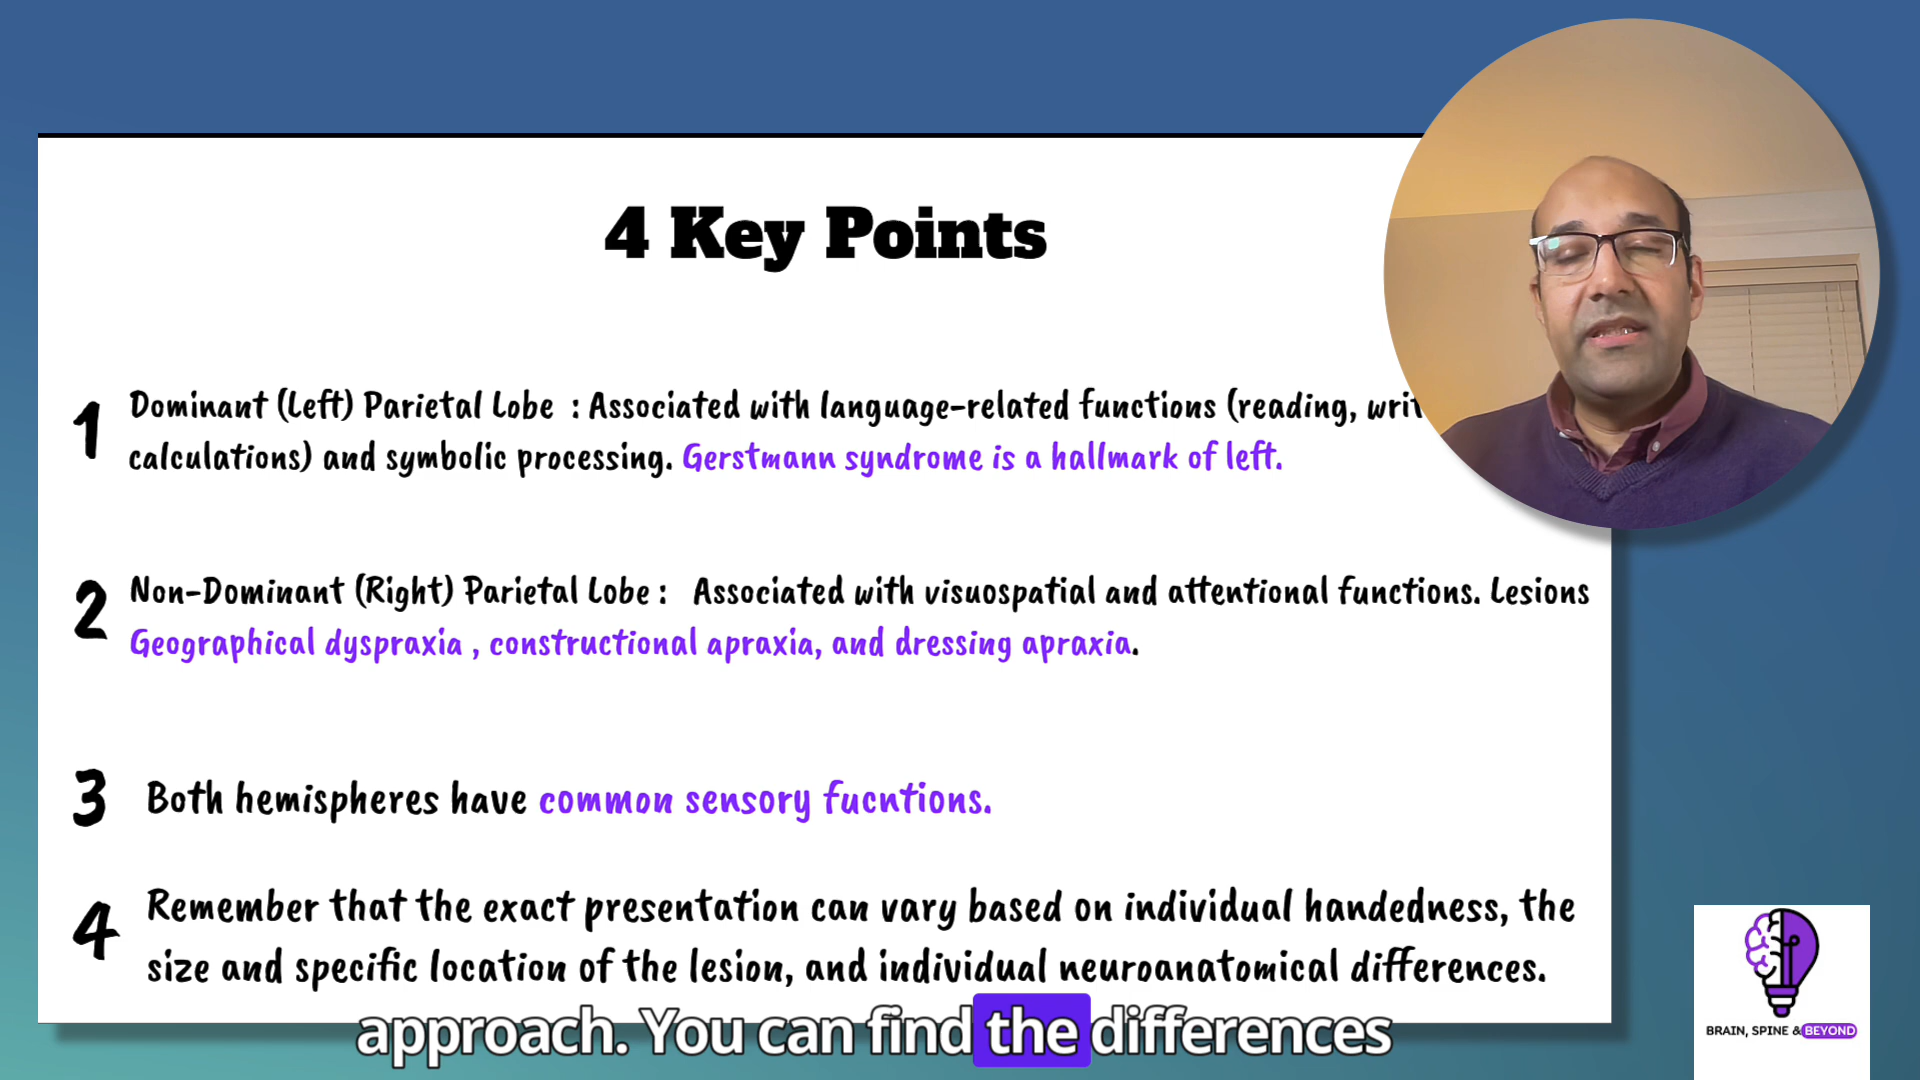 4 Key Points
1
Dominant (Left) Parietal Lobe : Associated with language-related functions (reading,
calculations) and symbolic processing. Gerstmann syndrome is a hallmark of left.
2
Non-Dominant (Right) Parietal Lobe : Associated with visuospatial and attentional functions. Lesions
Geographical dyspraxia , constructional apraxia, and dressing apraxia.
3
Both hemispheres have common sensory fucntions.
4
Remember that the exact presentation can vary based on individual handedness, the
size and specific location of the lesion, and individual neuroanatomical differences.
approach. You can find the differences
BRAIN, SPINE & BEYOND